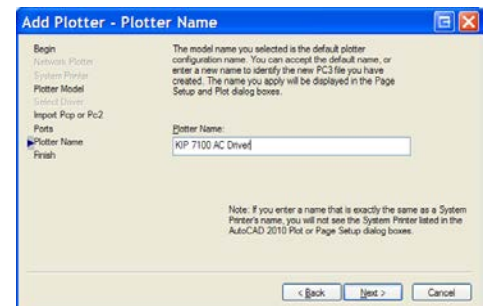 Add Plotter - Plotter Name
Begin
Network Plotter
System Printer
Plotter Model
Select Driver
Import Pcp or Pc2
Ports
Plotter Name
Finish
The model name you selected is the default plotter
configuration name. You can accept the default name, or
enter a new name to identify the new PC3 file you have
created. The name you apply will be displayed in the Page
Setup and Plot dialog boxes.
Plotter Name:
KIP 7100 AC Driver
Note: If you enter a name that is exactly the same as a System
Printer's name, you will not see the System Printer listed in the
AutoCAD 2010 Plot or Page Setup dialog boxes.
< Back
Next >
Cancel